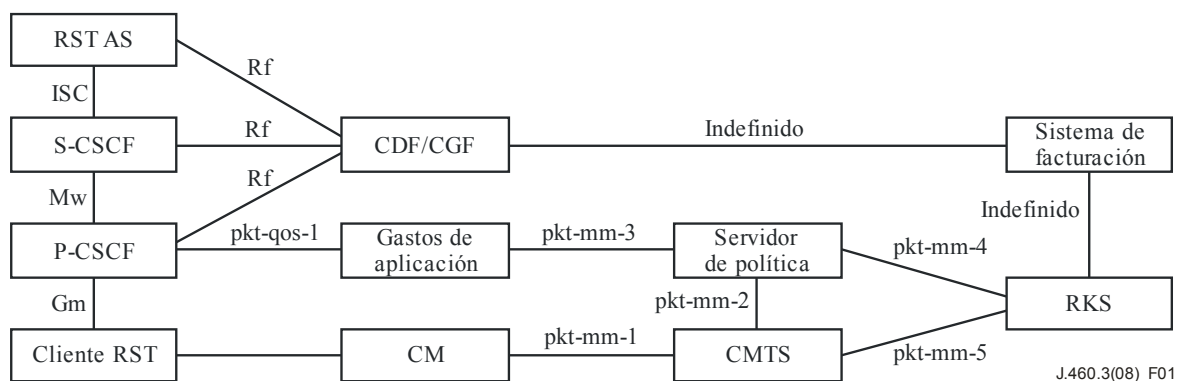 RST AS
Rf
ISC
S-CSCF
Rf
CDF/CGF
Indefinido
Sistema de
facturación
Mw
Rf
Indefinido
P-CSCF
pkt-qos-1
Gastos de
aplicación
pkt-mm-3
Servidor
de política
pkt-mm-4
Gm
pkt-mm-2
RKS
Cliente RST
CM
pkt-mm-1
CMTS
pkt-mm-5
J.460.3(08)_F01